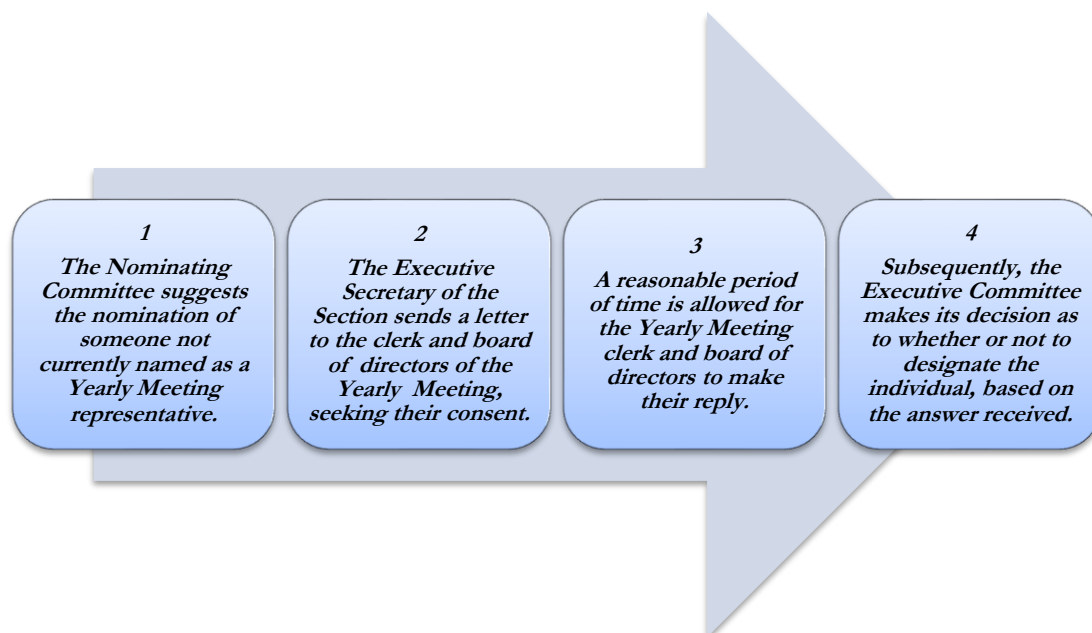 1
The Nominating
Committee suggests
the nomination of
someone not
currently named as a
Yearly Meeting
representative.
2
The Executive
Secretary of the
Section sends a letter
to the clerk and board
of directors of the
Yearly Meeting,
seeking their consent.
3
A reasonable period
of time is allowed for
the Yearly Meeting
clerk and board of
directors to make
their reply.
4
Subsequently, the
Executive Committee
makes its decision as
to whether or not to
designate the
individual, based on
the answer received.